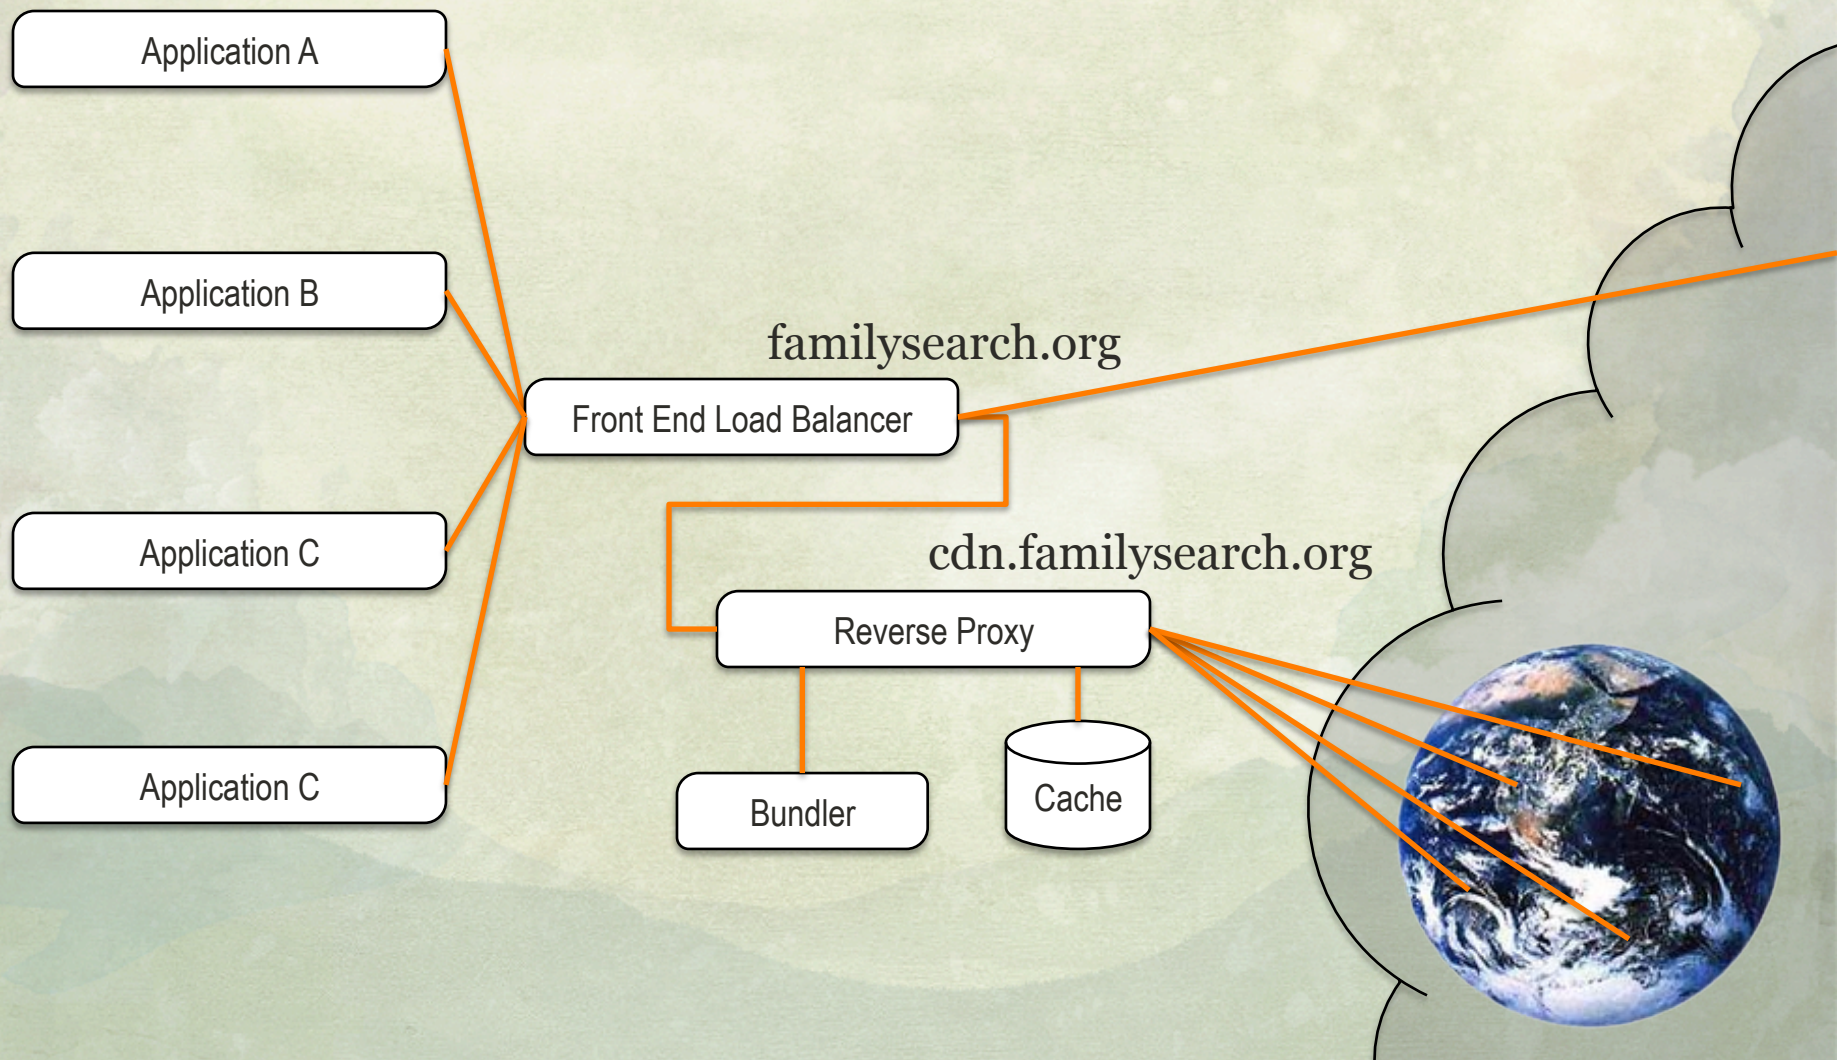 Application A
Application B
familysearch.org
Front End Load Balancer
Application C
cdn.familysearch.org
Reverse Proxy
Application C
Bundler
Cache